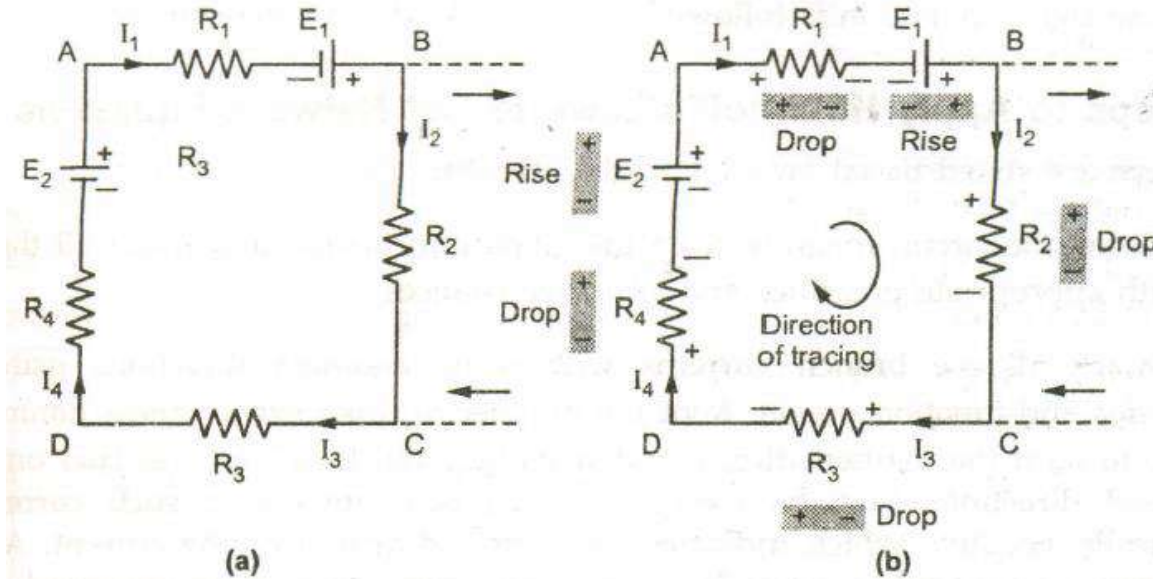 A
I₁
R₁
E₁
B
− +
I₂
E₂
+
−
R₃
R₂
R₄
I₄
D
R₃
I₃
C
(a)
+
Rise
−
+
Drop
−
A
I₁
R₁
E₁
B
+ − − +
+ − − +
Drop Rise
I₂
E₂
+
−
+
R₂
−
+
Drop
−
−
R₄
+
Direction
of tracing
I₄
D
R₃
+
I₃
C
+ − Drop
(b)